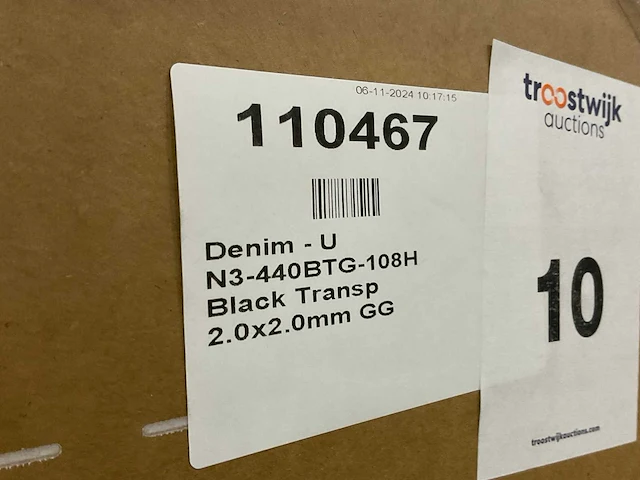 06-11-2024 10:17:15
110467
Denim - U
N3-440BTG-108H
Black Transp
2.0x2.0mm GG
troostwijk
auctions
10
troostwijkauctions.com